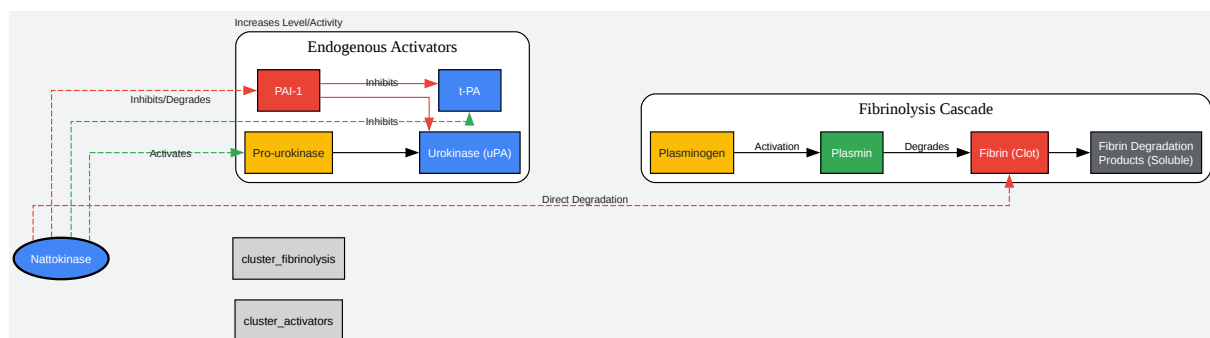 Increases Level/Activity
Endogenous Activators
PAI-1
Inhibits
t-PA
Inhibits/Degrades
Inhibits
Activates
Pro-urokinase
Urokinase (uPA)
Fibrinolysis Cascade
Plasminogen
Activation
Plasmin
Degrades
Fibrin (Clot)
Fibrin Degradation
Products (Soluble)
Direct Degradation
Nattokinase
cluster_fibrinolysis
cluster_activators